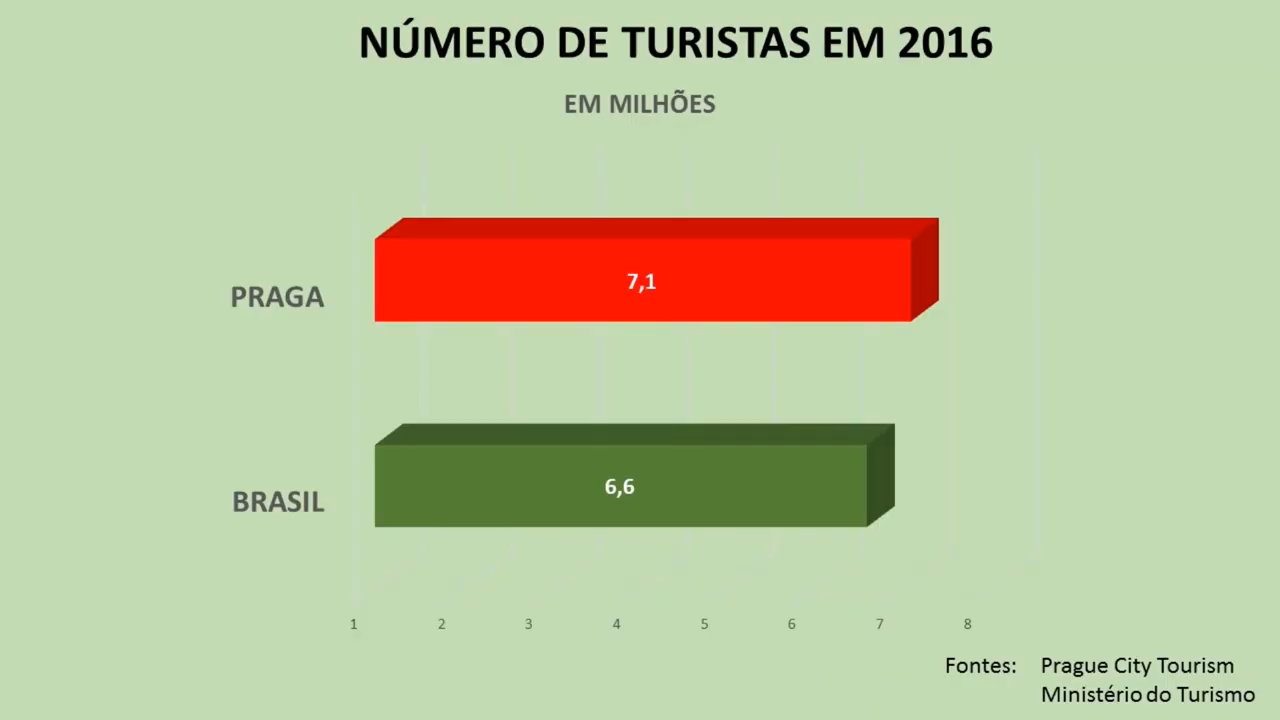 NÚMERO DE TURISTAS EM 2016
EM MILHÕES
PRAGA
7,1
BRASIL
6,6
1 2 3 4 5 6 7 8
Fontes: Prague City Tourism
Ministério do Turismo